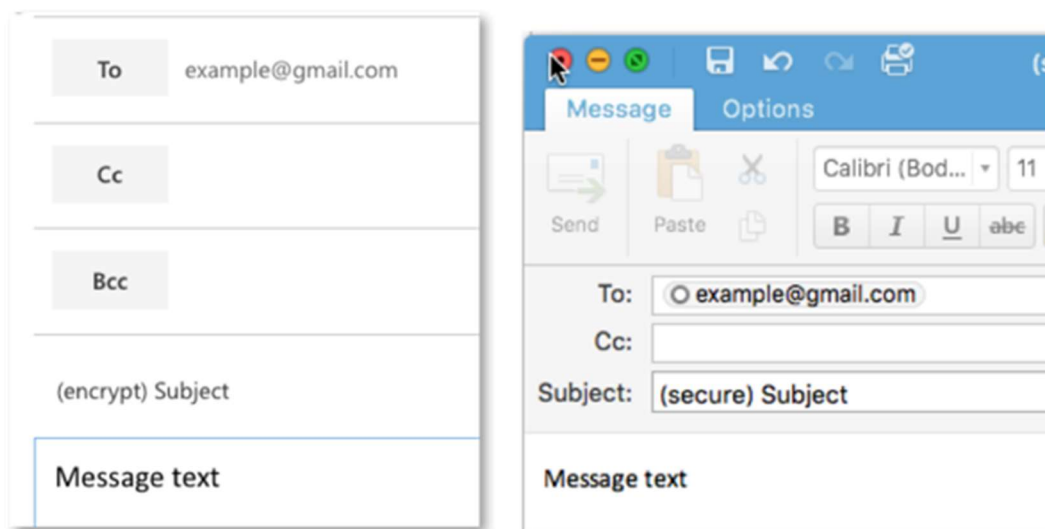 To example@gmail.com
Cc
Bcc
(encrypt) Subject
Message text
(s
Message Options
Send Paste Calibri (Bod... 11
B I U abc
To: example@gmail.com
Cc:
Subject: (secure) Subject
Message text